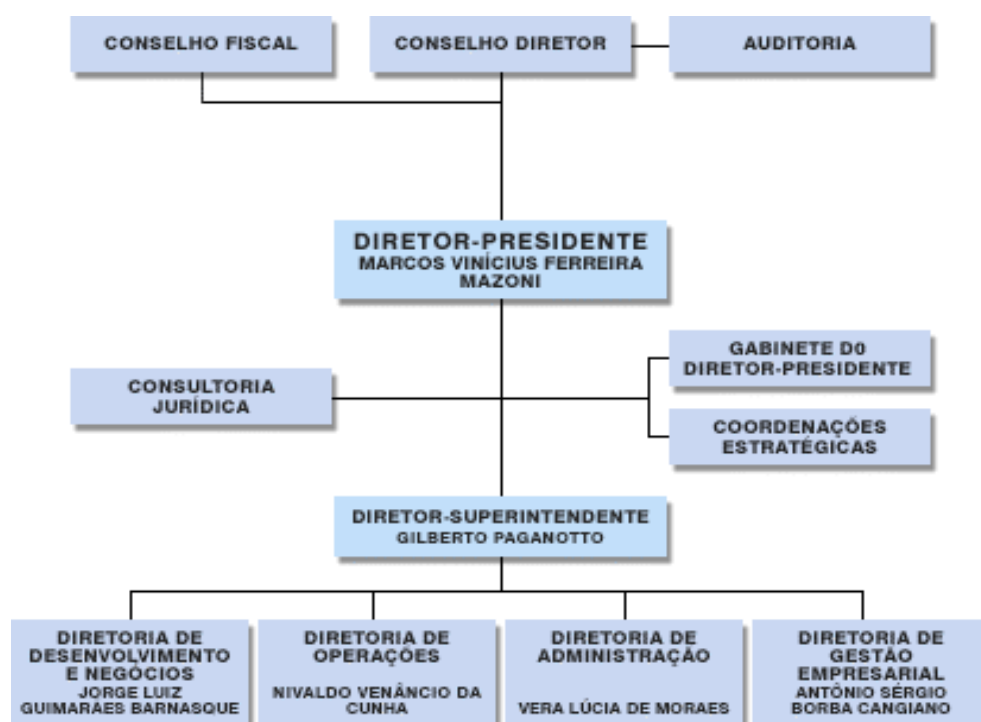 CONSELHO FISCAL
CONSELHO DIRETOR
AUDITORIA
DIRETOR-PRESIDENTE
MARCOS VINÍCIUS FERREIRA
MAZONI
GABINETE D0
DIRETOR-PRESIDENTE
CONSULTORIA
JURÍDICA
COORDENAÇÕES
ESTRATÉGICAS
DIRETOR-SUPERINTENDENTE
GILBERTO PAGANOTTO
DIRETORIA DE
DESENVOLVIMENTO
E NEGÓCIOS
JORGE LUIZ
GUIMARÃES BARNASQUE
DIRETORIA DE
OPERAÇÕES
NIVALDO VENÂNCIO DA
CUNHA
DIRETORIA DE
ADMINISTRAÇÃO
VERA LÚCIA DE MORAES
DIRETORIA DE
GESTÃO
EMPRESARIAL
ANTÔNIO SÉRGIO
BORBA CANGIANO